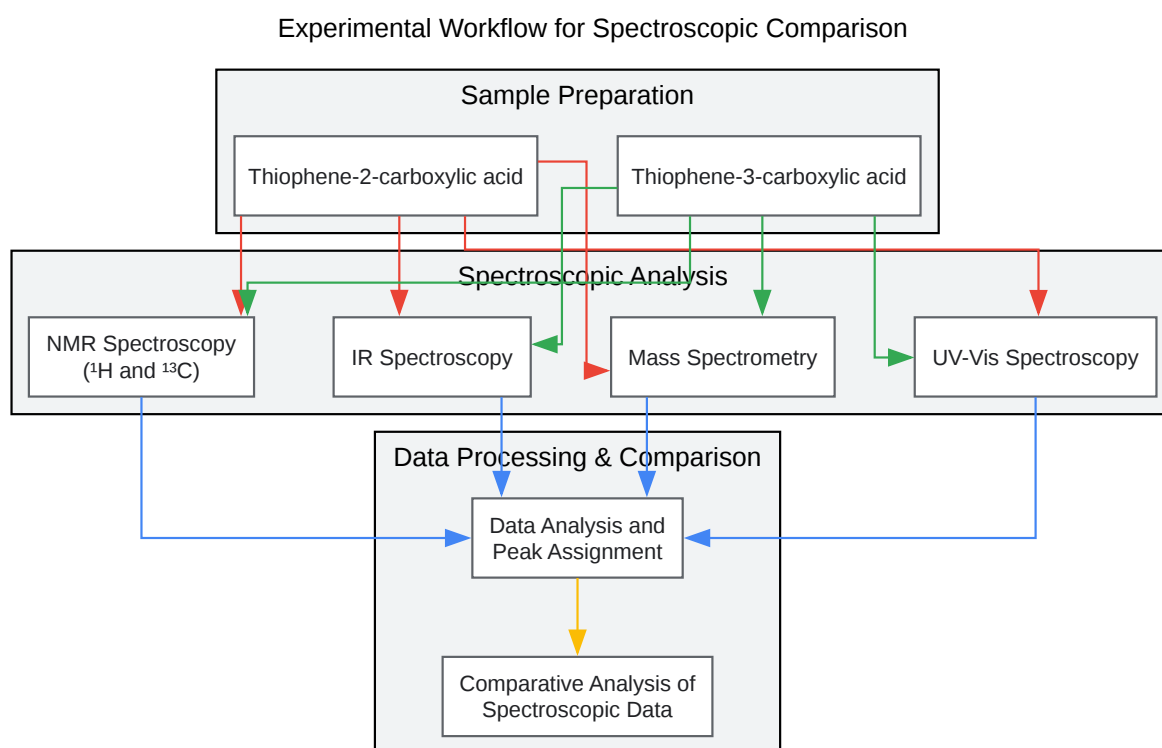 Experimental Workflow for Spectroscopic Comparison
Sample Preparation
Thiophene-2-carboxylic acid
Thiophene-3-carboxylic acid
Spectroscopic Analysis
NMR Spectroscopy
(¹H and ¹³C)
IR Spectroscopy
Mass Spectrometry
UV-Vis Spectroscopy
Data Processing & Comparison
Data Analysis and
Peak Assignment
Comparative Analysis of
Spectroscopic Data